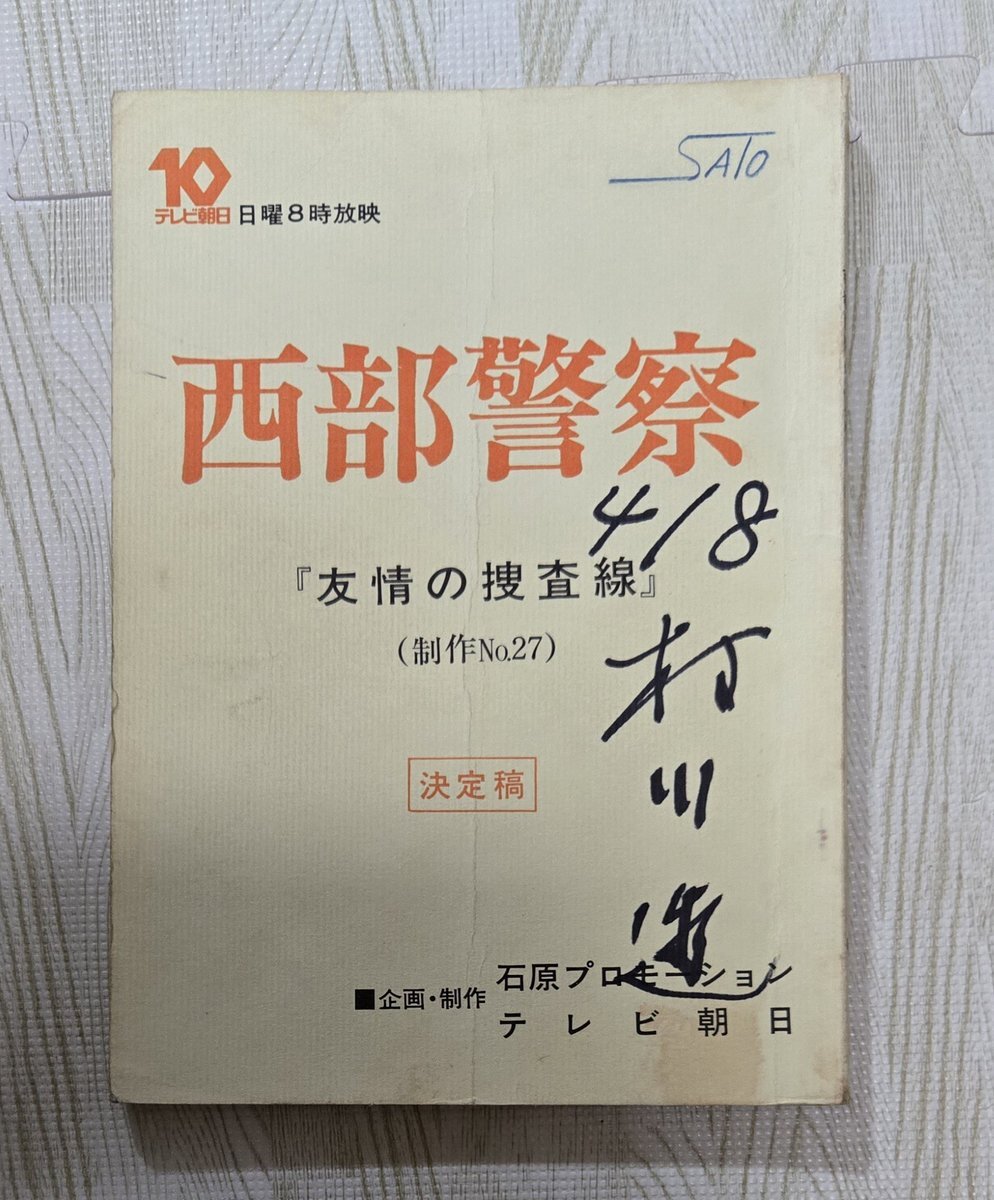 10
テレビ朝日 日曜8時放映
SATO
西部警察
4/8
『友情の捜査線』
(制作No.27)
村川
決定稿
■企画・制作 石原プロモーション
テレビ朝日